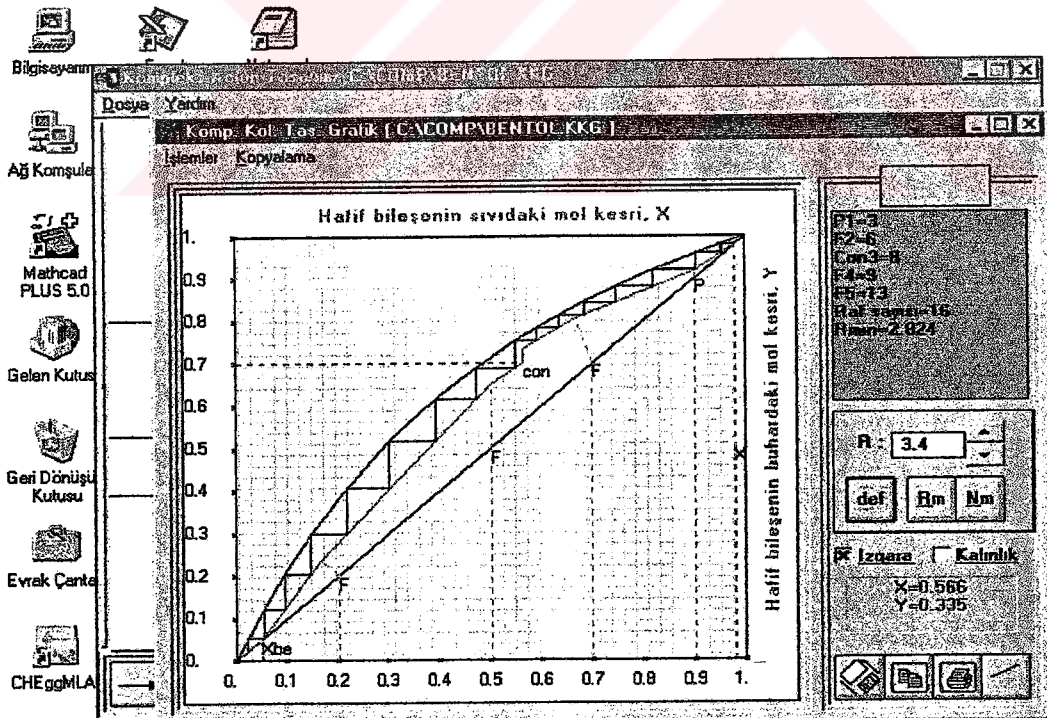 Bilgisayarım
Dosya Yardım
Komp. Kol. Tas. Grafik [ C:\COMP\BENTOL.KKG ]
İşlemler Kopyalama
Ağ Komşula
Mathcad
PLUS 5.0
Gelen Kutus
Geri Dönüşü
Kutusu
Evrak Çanta
CHEggMLA
Hafif bileşenin sıvıdaki mol kesri, X
1.
0.9
0.8
0.7
0.6
0.5
0.4
0.3
0.2
0.1
0.
P
F
con
F
X
F
Xbe
0. 0.1 0.2 0.3 0.4 0.5 0.6 0.7 0.8 0.9 1.
Hafif bileşenin buhardaki mol kesri, Y
P1=3
F2=6
Con3=8
F4=9
F5=13
Raf sayısı=16
Rmin=2.824
R : 3.4
def Rm Nm
Izgara Kalınlık
X=0.566
Y=0.335